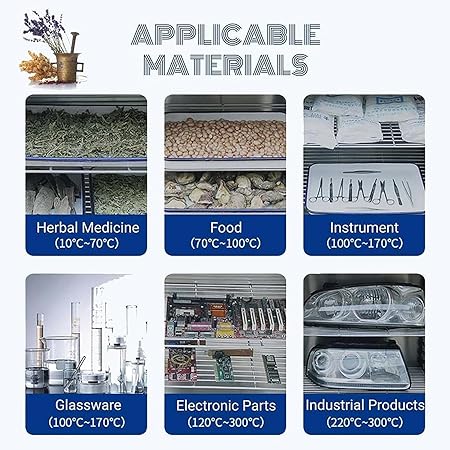 APPLICABLE
MATERIALS
Herbal Medicine
(10°C~70°C)
Food
(70°C~100°C)
Instrument
(100°C~170°C)
Glassware
(100°C~170°C)
Electronic Parts
(120°C~300°C)
Industrial Products
(220°C~300°C)